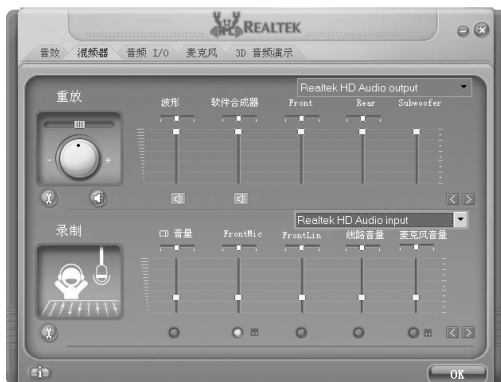 REALTEK
音效 混频器 音频 I/O 麦克风 3D 音频演示
重放
Realtek HD Audio output
波形 软件合成器 Front Rear Subwoofer
录制
Realtek HD Audio input
CD 音量 FrontMic FrontLin 线路音量 麦克风音量
OK